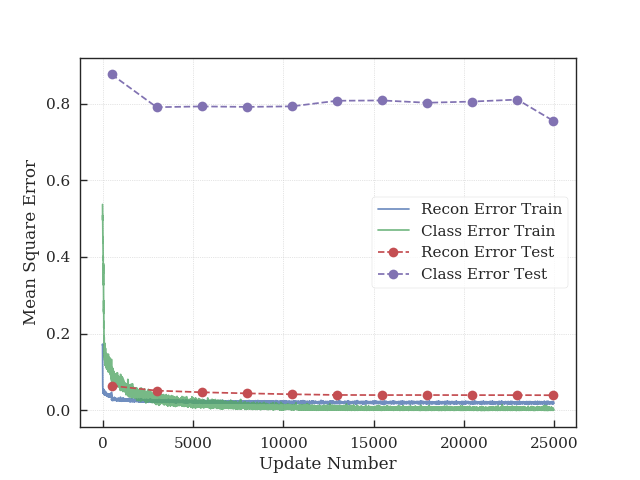 0.8
0.6
0.4
0.2
0.0
Mean Square Error
Recon Error Train
Class Error Train
Recon Error Test
Class Error Test
0 5000 10000 15000 20000 25000
Update Number